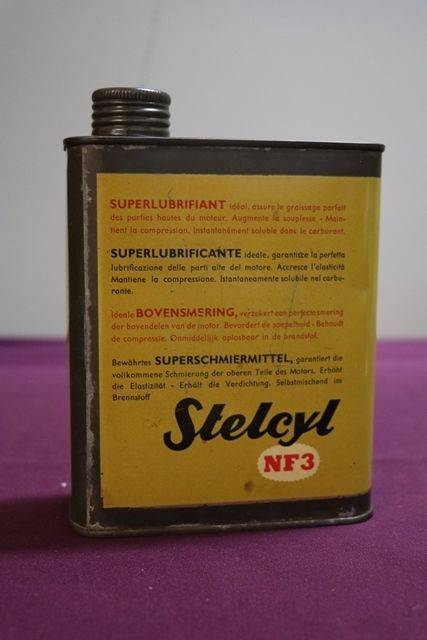 SUPERLUBRIFIANT idéal, assure le graissage parfait
des parties hautes du moteur. Augmente la souplesse - Main-
tient la compression. Instantanément soluble dans le carburant.
SUPERLUBRIFICANTE ideale, garantisce la perfetta
lubrificazione delle parti alte del motore. Accresce l'elasticità
Mantiene la compressione. Istantaneamente solubile nel carbu-
rante.
Ideale BOVENSMERING, verzekert een perfecte smering
der bovendelen van de motor. Bevordert de soepelheid - Behoudt
de compressie. Onmiddelijk oplosbaar in de brandstof.
Bewährtes SUPERSCHMIERMITTEL, garantiert die
vollkommene Schmierung der oberen Teile des Motors. Erhöht
die Elastizität - Erhält die Verdichtung. Selbstmischend im
Brennstoff
Stelcyl
NF3